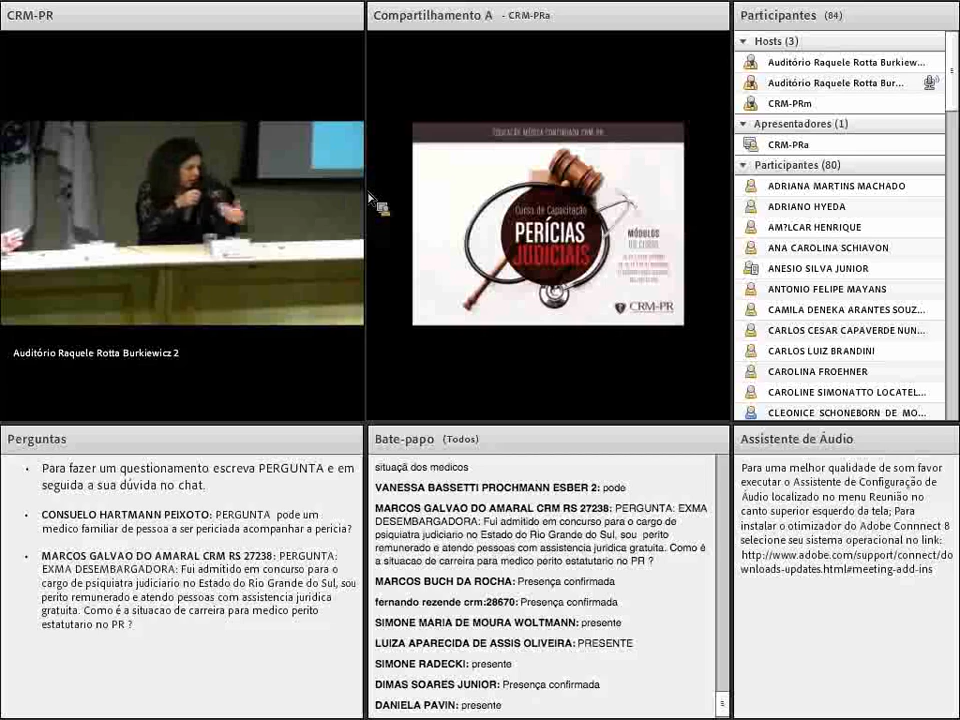 CRM-PR
Auditório Raquele Rotta Burkiewicz 2
Compartilhamento A - CRM-PRa
EDUCAÇÃO MÉDICA CONTINUADA CRM-PR
Curso de Capacitação
PERÍCIAS
JUDICIAIS
MÓDULOS
DO CURSO
CRM-PR
Participantes (84)
Hosts (3)
Auditório Raquele Rotta Burkiew...
Auditório Raquele Rotta Bur...
CRM-PRm
Apresentadores (1)
CRM-PRa
Participantes (80)
ADRIANA MARTINS MACHADO
ADRIANO HYEDA
AM?LCAR HENRIQUE
ANA CAROLINA SCHIAVON
ANESIO SILVA JUNIOR
ANTONIO FELIPE MAYANS
CAMILA DENEKA ARANTES SOUZ...
CARLOS CESAR CAPAVERDE NUN...
CARLOS LUIZ BRANDINI
CAROLINA FROEHNER
CAROLINE SIMONATTO LOCATEL...
CLEONICE SCHONEBORN DE MO...
Perguntas
Para fazer um questionamento escreva PERGUNTA e em
seguida a sua dúvida no chat.
CONSUELO HARTMANN PEIXOTO: PERGUNTA pode um
medico familiar de pessoa a ser periciada acompanhar a pericia?
MARCOS GALVAO DO AMARAL CRM RS 27238: PERGUNTA:
EXMA DESEMBARGADORA: Fui admitido em concurso para o
cargo de psiquiatra judiciario no Estado do Rio Grande do Sul, sou
perito remunerado e atendo pessoas com assistencia juridica
gratuita. Como é a situacao de carreira para medico perito
estatutario no PR ?
Bate-papo (Todos)
situaçã dos medicos
VANESSA BASSETTI PROCHMANN ESBER 2: pode
MARCOS GALVAO DO AMARAL CRM RS 27238: PERGUNTA: EXMA
DESEMBARGADORA: Fui admitido em concurso para o cargo de
psiquiatra judiciario no Estado do Rio Grande do Sul, sou perito
remunerado e atendo pessoas com assistencia juridica gratuita. Como é
a situacao de carreira para medico perito estatutario no PR ?
MARCOS BUCH DA ROCHA: Presença confirmada
fernando rezende crm:28670: Presença confirmada
SIMONE MARIA DE MOURA WOLTMANN: presente
LUIZA APARECIDA DE ASSIS OLIVEIRA: PRESENTE
SIMONE RADECKI: presente
DIMAS SOARES JUNIOR: Presença confirmada
DANIELA PAVIN: presente
Assistente de Áudio
Para uma melhor qualidade de som favor
executar o Assistente de Configuração de
Áudio localizado no menu Reunião no
canto superior esquerdo da tela; Para
instalar o otimizador do Adobe Connnect 8
selecione seu sistema operacional no link:
http://www.adobe.com/support/connect/do
wnloads-updates.html#meeting-add-ins